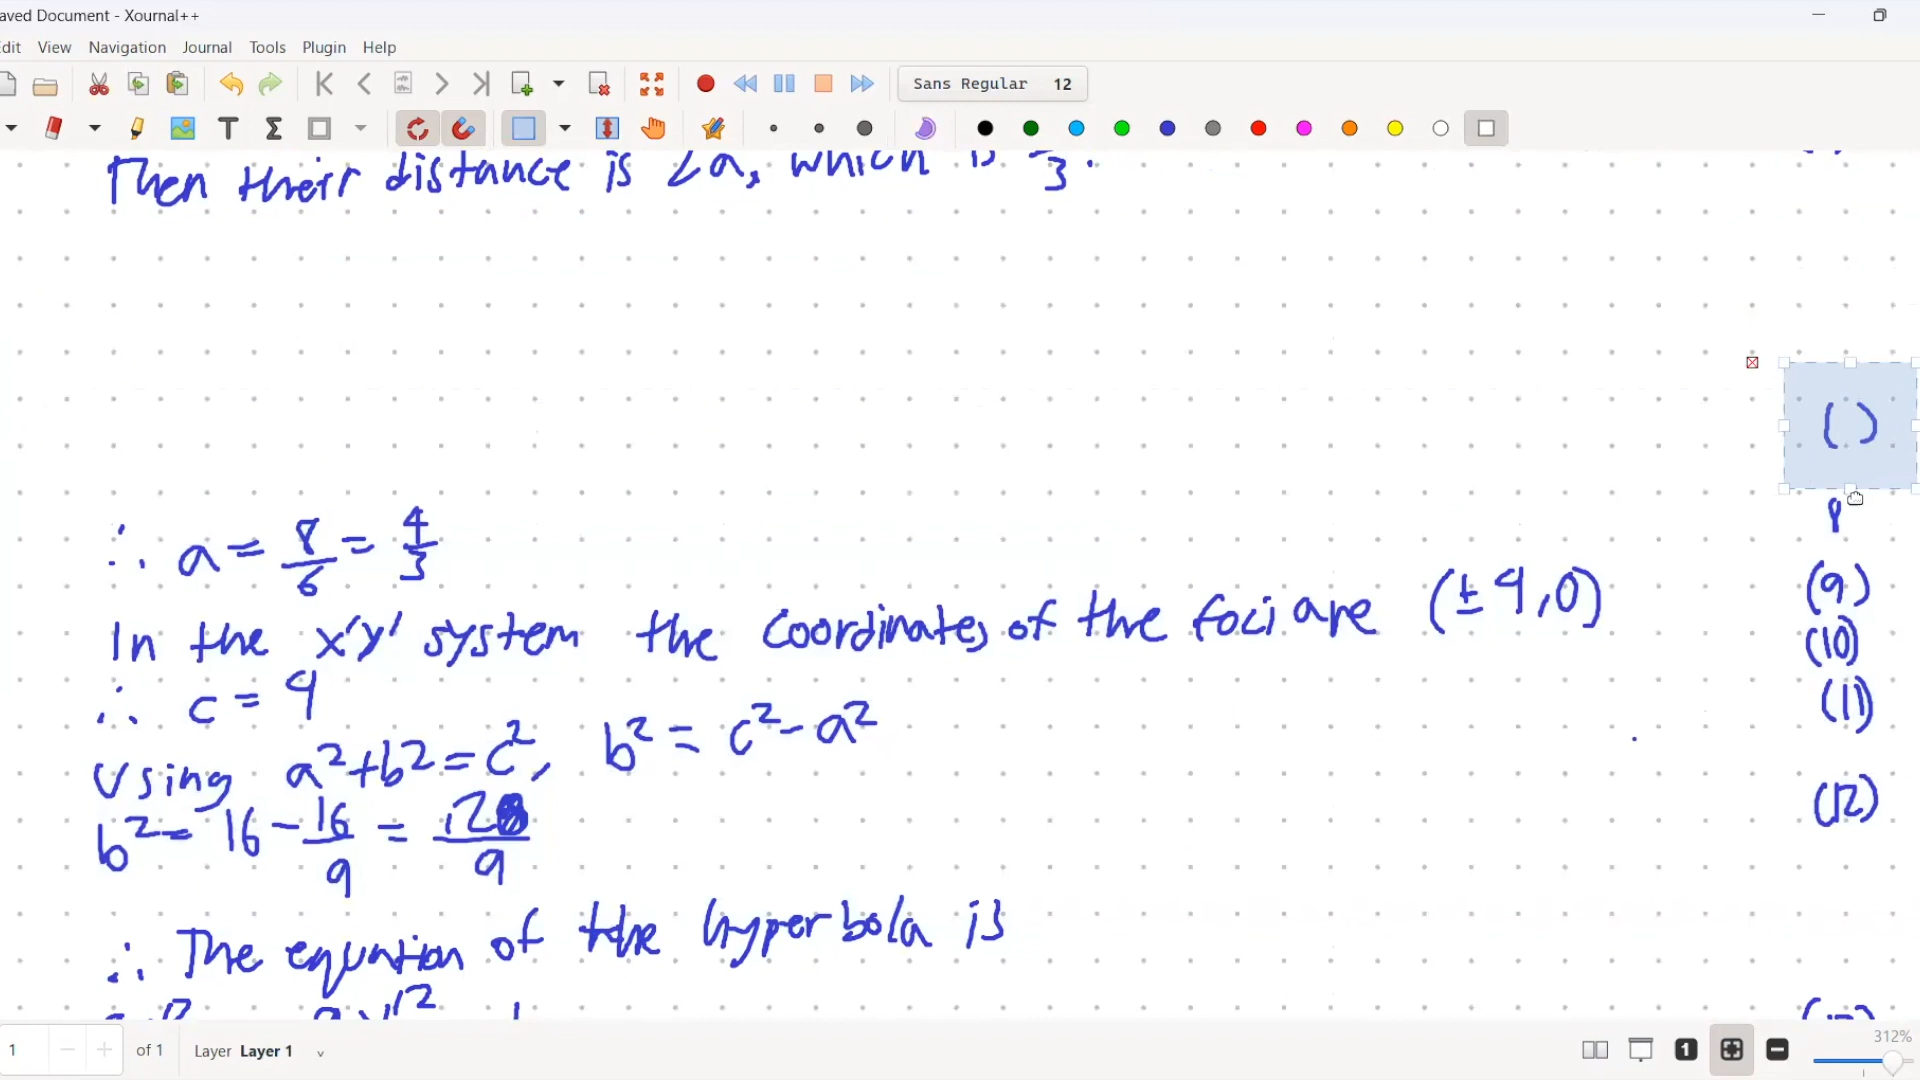 aved Document - Xournal++
dit View Navigation Journal Tools Plugin Help
Sans Regular 12
Then their distance is 2a, which is /3.
( )
8
∴ a = 8/6 = 4/3
(9)
In the x'y' system the coordinates of the foci are (±4,0)
(10)
∴ c = 4
(11)
Using a²+b²=c², b² = c²-a²
b²= 16 - 16/9 = 128/9
(12)
∴ The equation of the hyperbola is
1 of 1 Layer Layer 1
1
312%